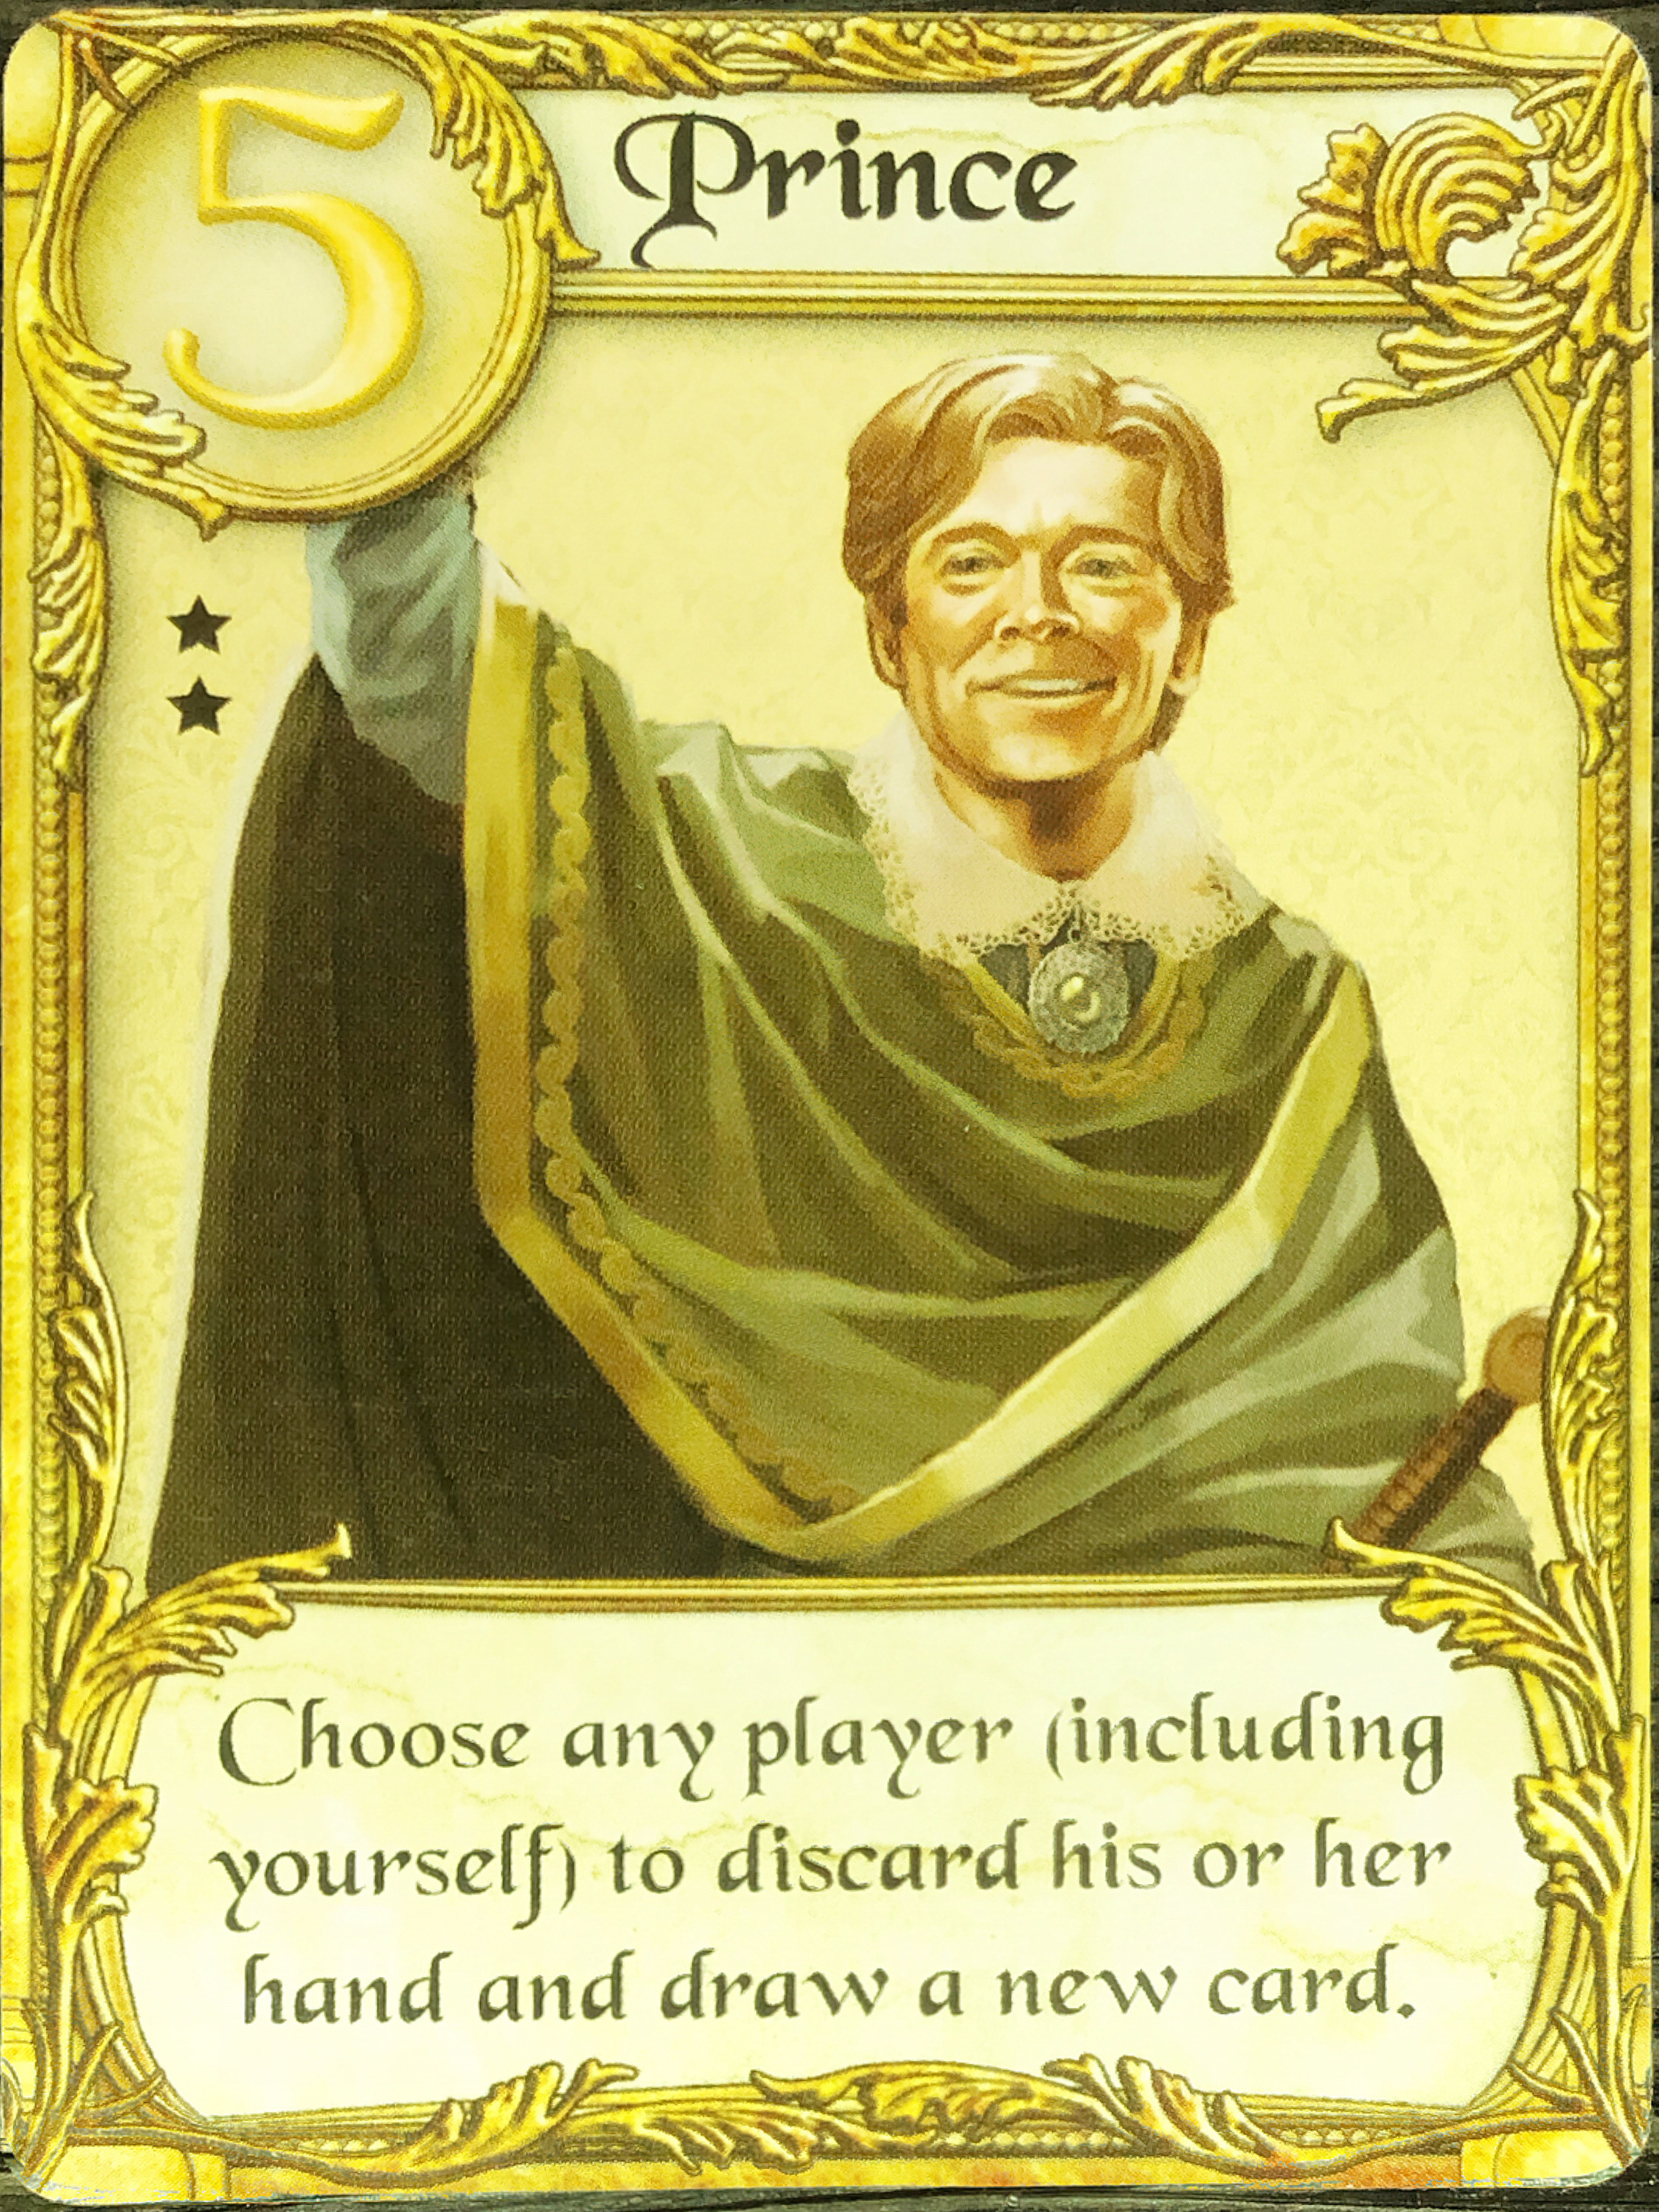 5
Prince
Choose any player (including
yourself) to discard his or her
hand and draw a new card.